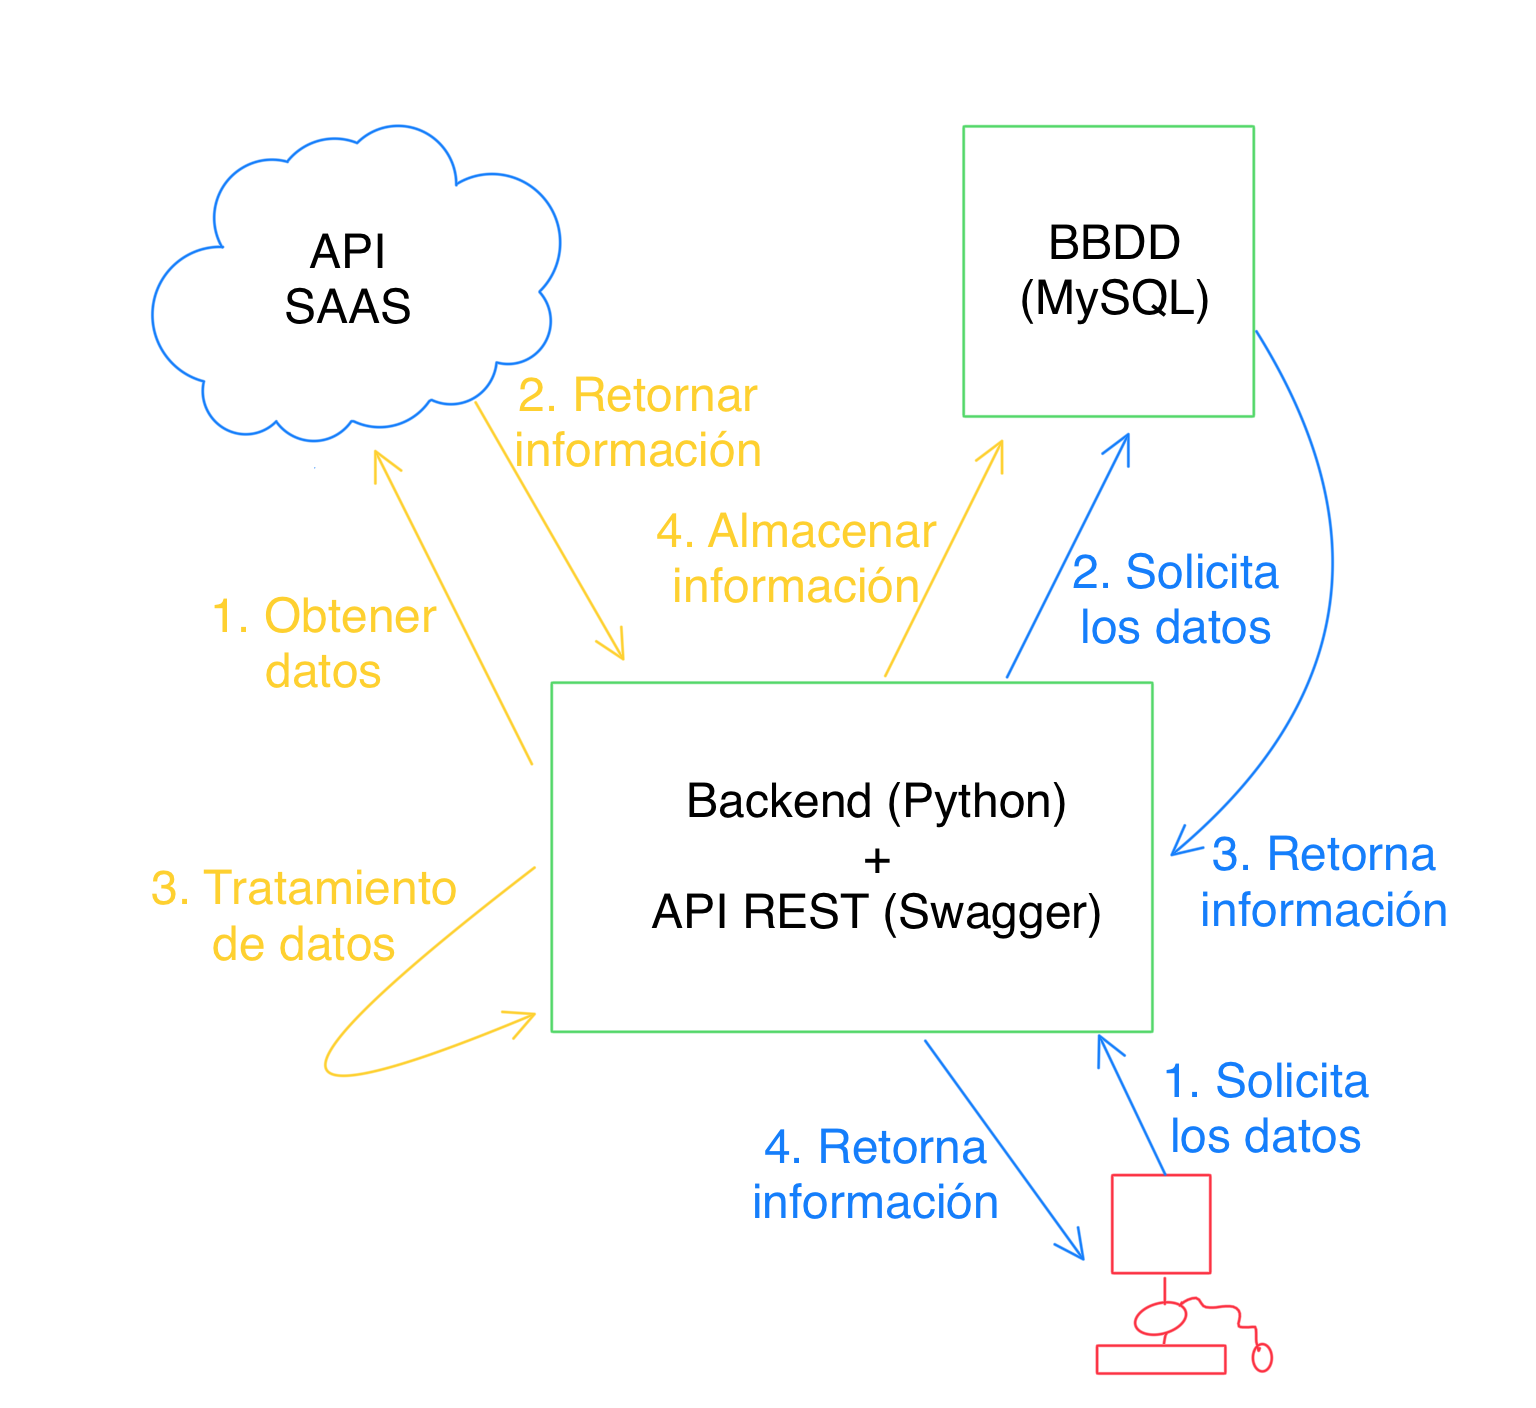 API
SAAS
BBDD
(MySQL)
2. Retornar
información
4. Almacenar
información
2. Solicita
los datos
1. Obtener
datos
Backend (Python)
+
API REST (Swagger)
3. Retorna
información
3. Tratamiento
de datos
1. Solicita
los datos
4. Retorna
información